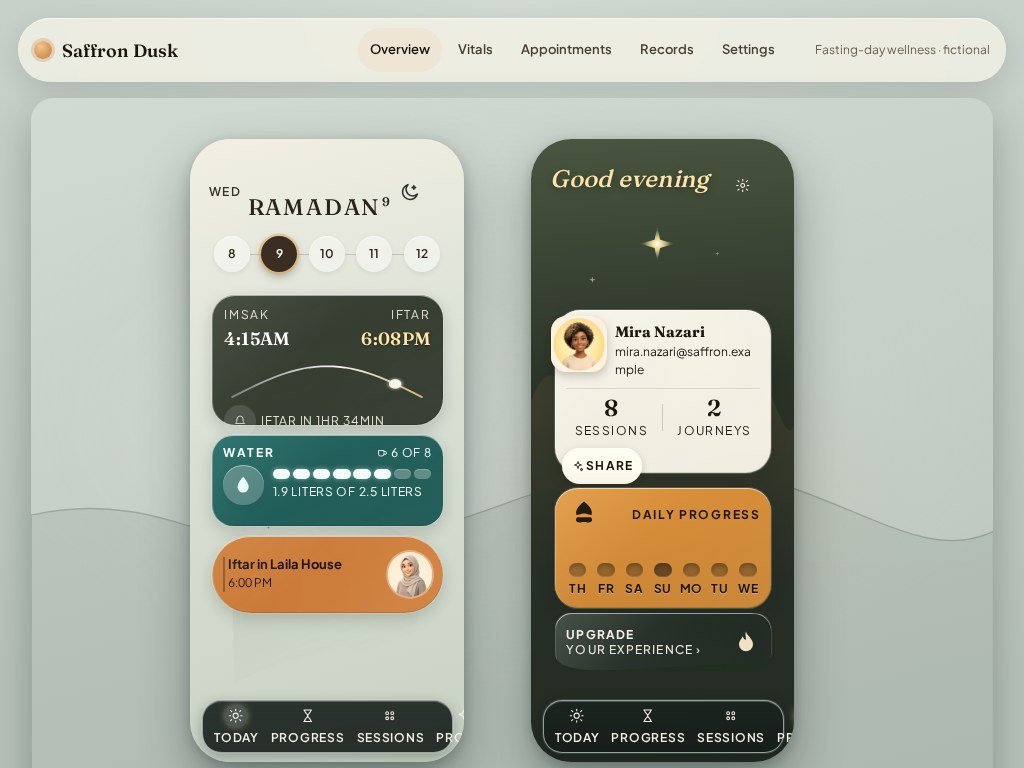 Saffron Dusk
Overview
Vitals
Appointments
Records
Settings
Fasting-day wellness · fictional
WED
RAMADAN 9
8
9
10
11
12
IMSAK
IFTAR
4:15AM
6:08PM
IFTAR IN 1HR 34MIN
WATER
6 OF 8
1.9 LITERS OF 2.5 LITERS
Iftar in Laila House
6:00 PM
TODAY
PROGRESS
SESSIONS
Good evening
Mira Nazari
mira.nazari@saffron.exa
mple
8
2
SESSIONS
JOURNEYS
SHARE
DAILY PROGRESS
TH FR SA SU MO TU WE
UPGRADE
YOUR EXPERIENCE ›
TODAY
PROGRESS
SESSIONS